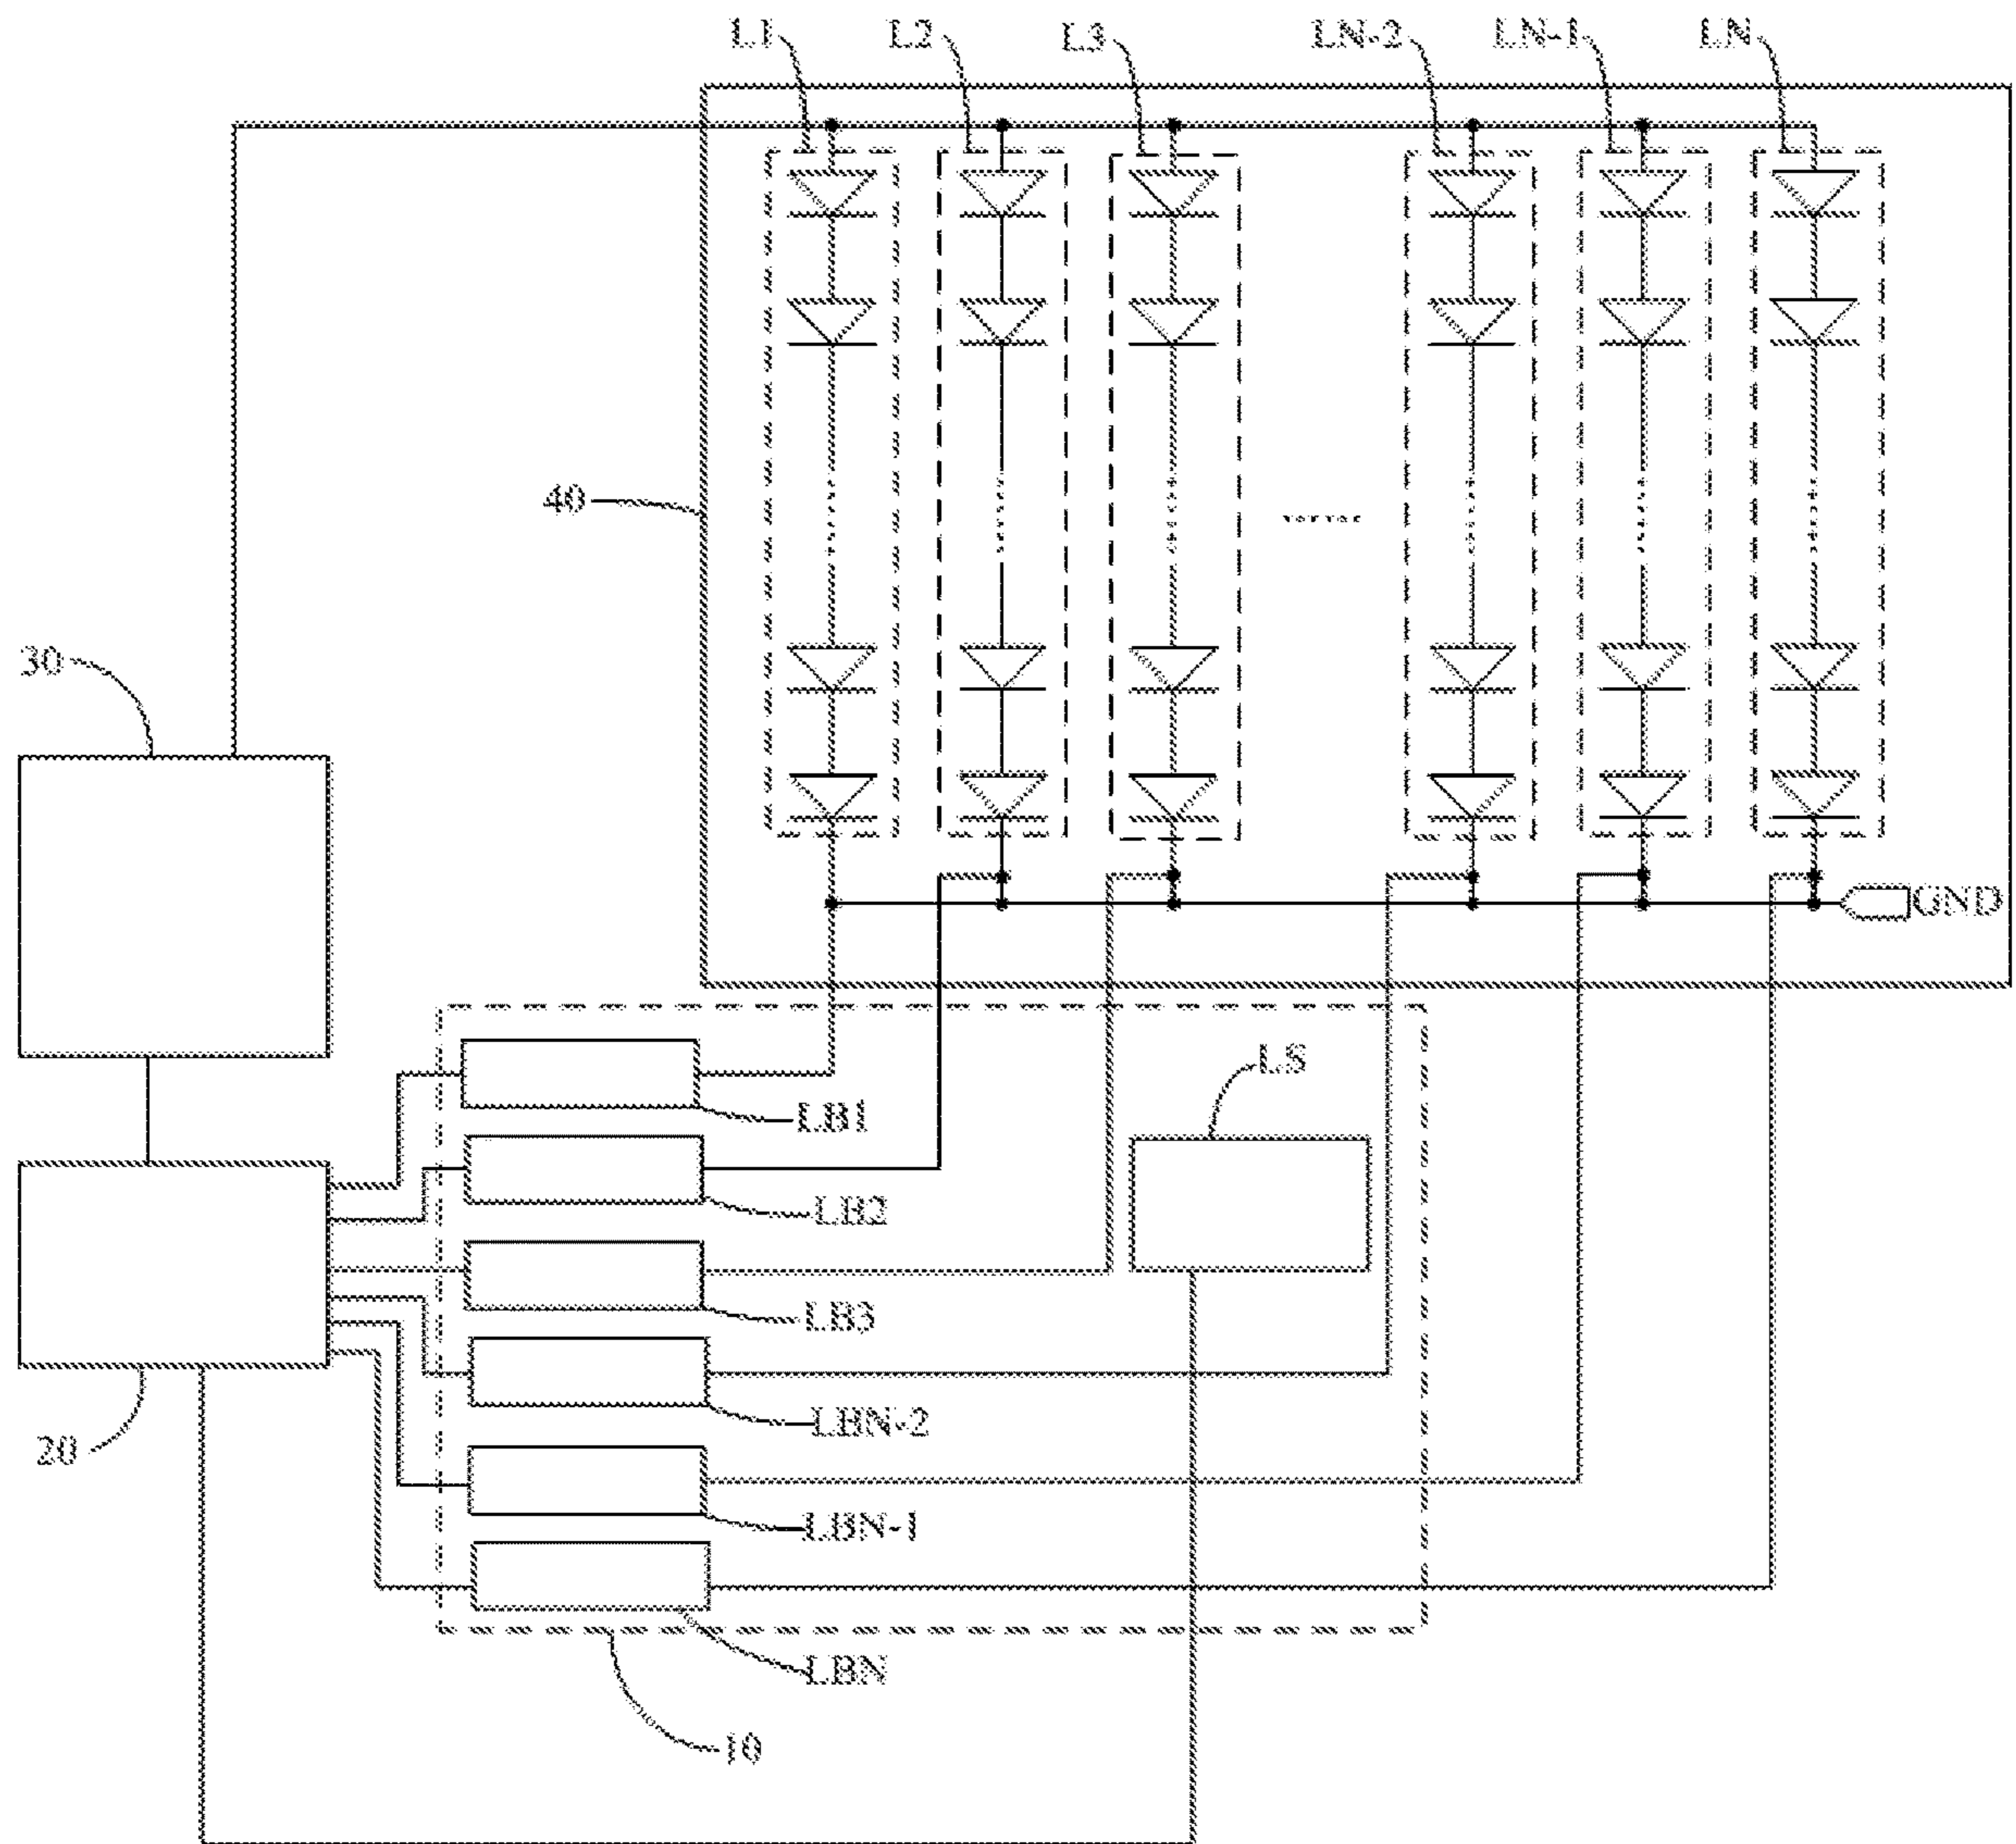 L1 L2 L3 LN-2 LN-1 LN
40
30
GND
LS
LB1
LB2
LB3
LBN-2
20
LBN-1
LBN
10